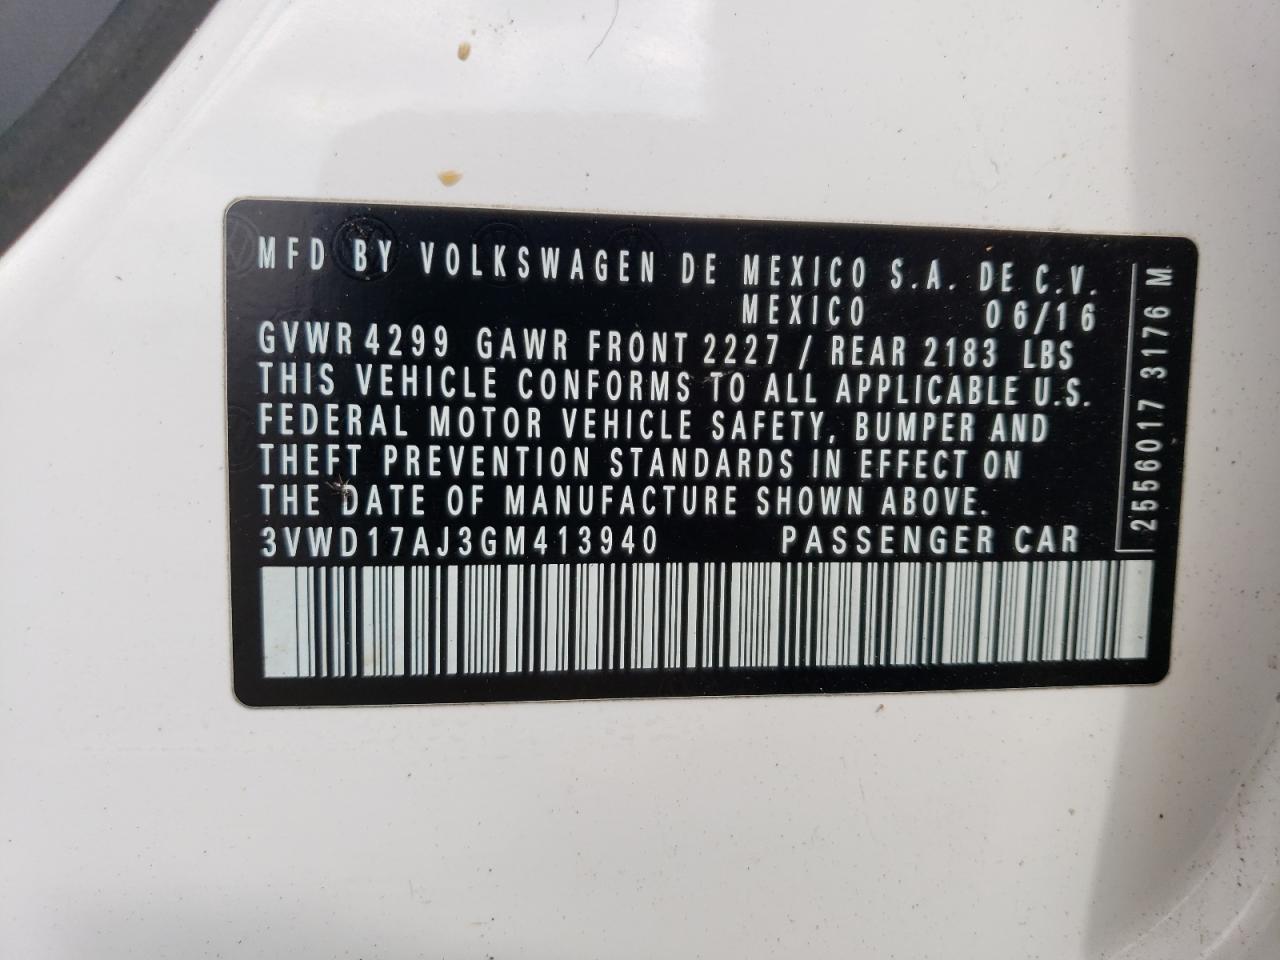 MFD BY VOLKSWAGEN DE MEXICO S.A. DE C.V.
MEXICO 06/16
GVWR 4299 GAWR FRONT 2227 / REAR 2183 LBS
THIS VEHICLE CONFORMS TO ALL APPLICABLE U.S.
FEDERAL MOTOR VEHICLE SAFETY, BUMPER AND
THEFT PREVENTION STANDARDS IN EFFECT ON
THE DATE OF MANUFACTURE SHOWN ABOVE.
3VWD17AJ3GM413940 PASSENGER CAR
2556017 3176 M